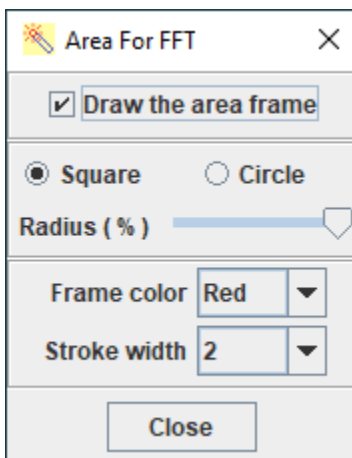 Area For FFT
Draw the area frame
Square Circle
Radius ( % )
Frame color Red
Stroke width 2
Close